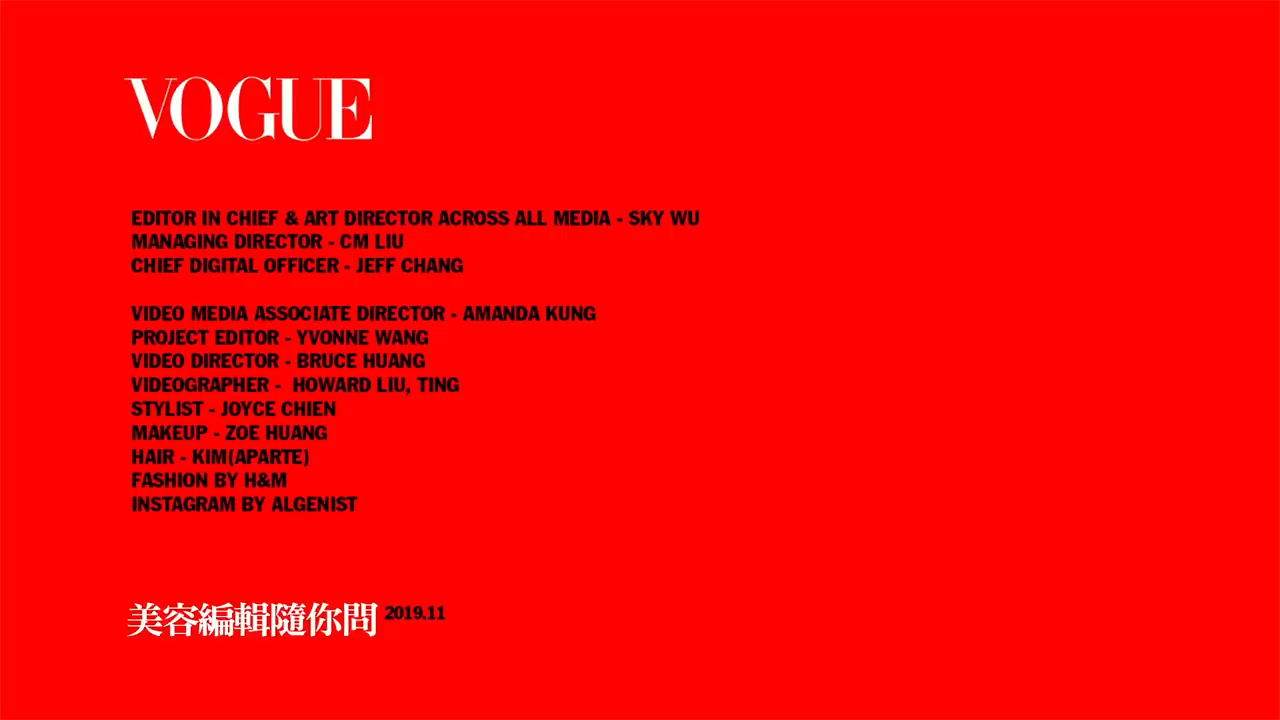 VOGUE
EDITOR IN CHIEF & ART DIRECTOR ACROSS ALL MEDIA - SKY WU
MANAGING DIRECTOR - CM LIU
CHIEF DIGITAL OFFICER - JEFF CHANG
VIDEO MEDIA ASSOCIATE DIRECTOR - AMANDA KUNG
PROJECT EDITOR - YVONNE WANG
VIDEO DIRECTOR - BRUCE HUANG
VIDEOGRAPHER -  HOWARD LIU, TING
STYLIST - JOYCE CHIEN
MAKEUP - ZOE HUANG
HAIR - KIM(APARTE)
FASHION BY H&M
INSTAGRAM BY ALGENIST
美容編輯隨你問 2019.11